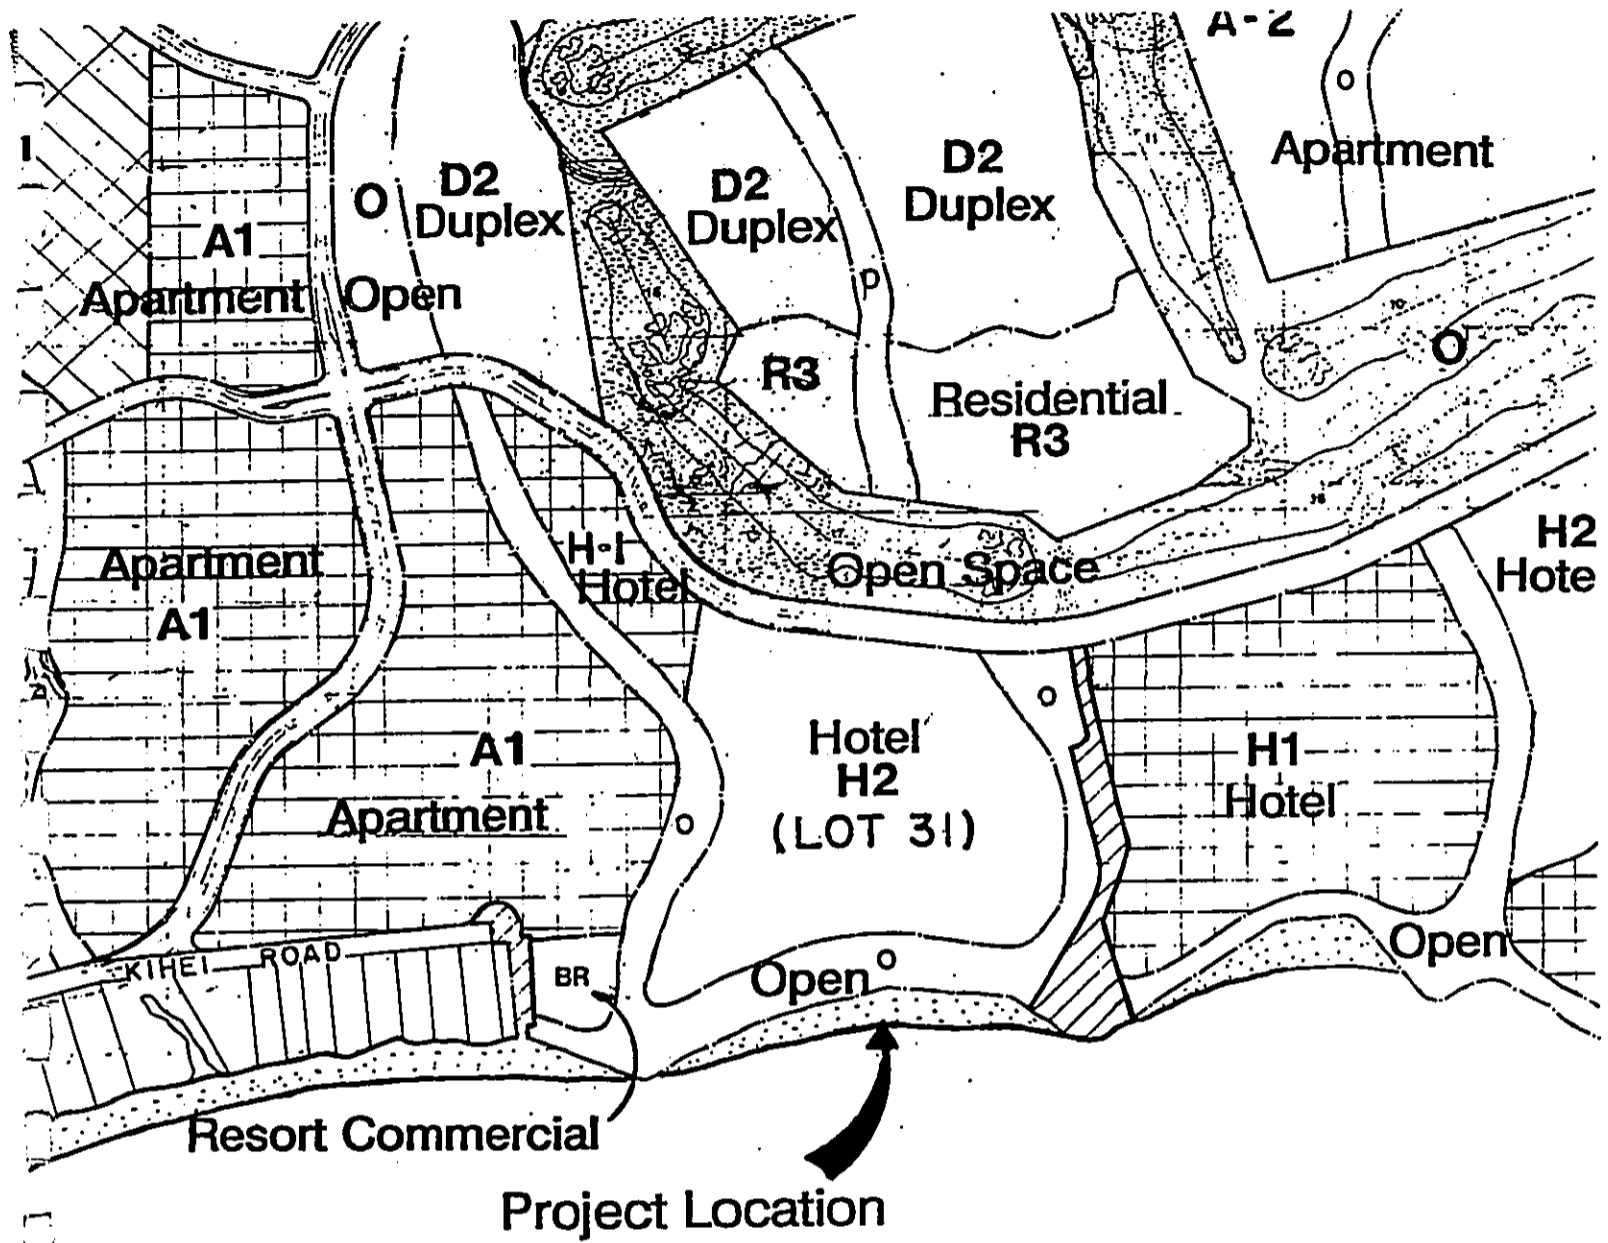 A-2
O
1
D2
Duplex
D2
Duplex
D2
Duplex
Apartment
O
A1
Apartment
Open
p
O
R3
Residential
R3
H-1
Hotel
Open Space
H2
Hote
Apartment
A1
O
Hotel
H2
(LOT 31)
A1
Apartment
O
H1
Hotel
KIHEI ROAD
BR
Open
O
Open
Resort Commercial
Project Location